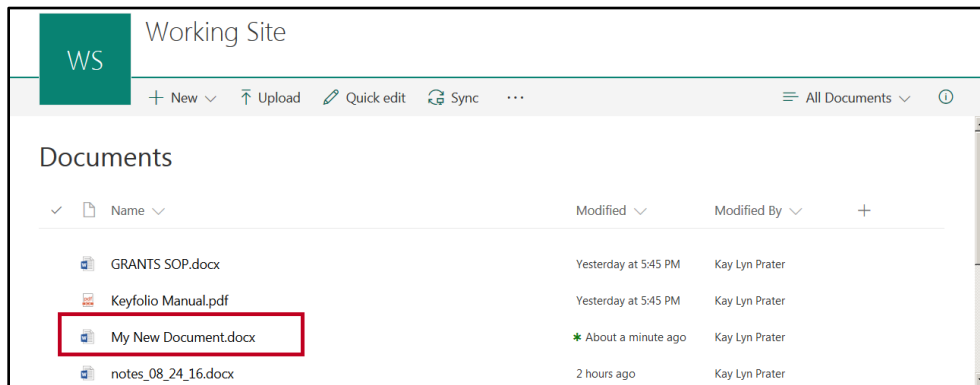 Working Site
WS
New Upload Quick edit Sync ... All Documents
Documents
Name Modified Modified By
GRANTS SOP.docx Yesterday at 5:45 PM Kay Lyn Prater
Keyfolio Manual.pdf Yesterday at 5:45 PM Kay Lyn Prater
My New Document.docx About a minute ago Kay Lyn Prater
notes_08_24_16.docx 2 hours ago Kay Lyn Prater